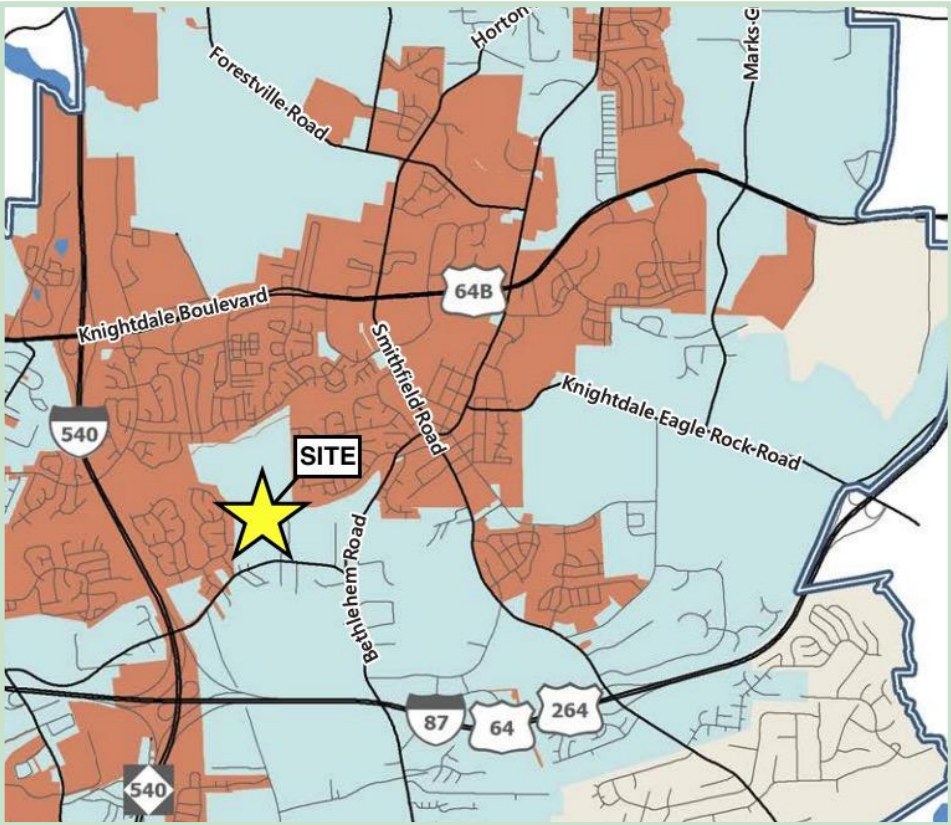 Horton
Marks G
Forestville Road
64B
Knightdale Boulevard
Smithfield Road
Knightdale Eagle Rock Road
540
SITE
Bethlehem Road
87
64
264
540